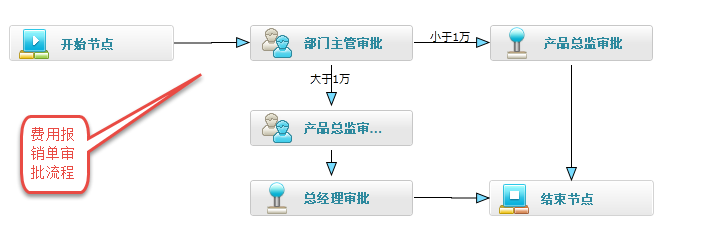 开始节点
部门主管审批
小于1万
产品总监审批
大于1万
产品总监审...
费用报
销单审
批流程
总经理审批
结束节点